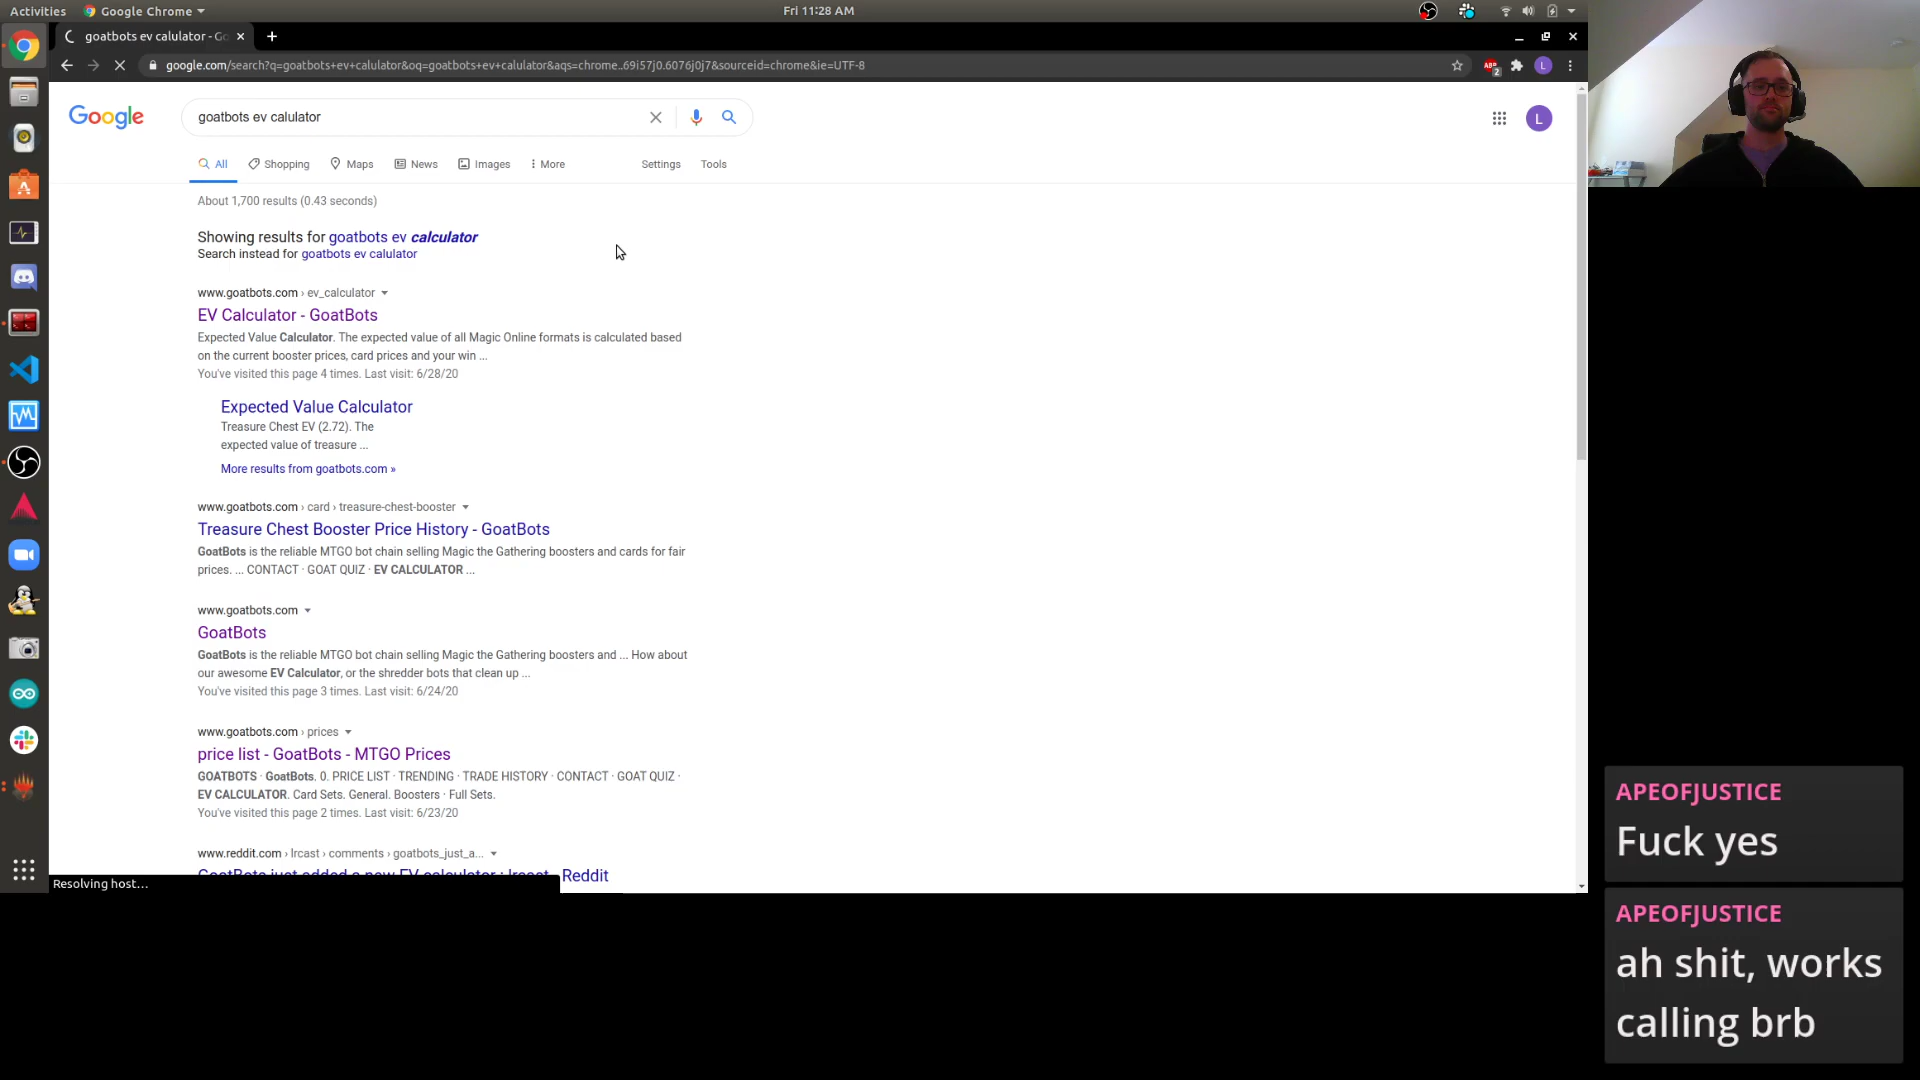 Activities
Google Chrome
Fri 11:28 AM
goatbots ev calulator - Go
google.com/search?q=goatbots+ev+calulator&oq=goatbots+ev+calulator&aqs=chrome..69i57j0.6076j0j7&sourceid=chrome&ie=UTF-8
ABP
2
L
Google
goatbots ev calulator
L
All
Shopping
Maps
News
Images
More
Settings
Tools
About 1,700 results (0.43 seconds)
Showing results for goatbots ev calculator
Search instead for goatbots ev calulator
www.goatbots.com › ev_calculator
EV Calculator - GoatBots
Expected Value Calculator. The expected value of all Magic Online formats is calculated based
on the current booster prices, card prices and your win ...
You've visited this page 4 times. Last visit: 6/28/20
Expected Value Calculator
Treasure Chest EV (2.72). The
expected value of treasure ...
More results from goatbots.com »
www.goatbots.com › card › treasure-chest-booster
Treasure Chest Booster Price History - GoatBots
GoatBots is the reliable MTGO bot chain selling Magic the Gathering boosters and cards for fair
prices. ... CONTACT · GOAT QUIZ · EV CALCULATOR ...
www.goatbots.com
GoatBots
GoatBots is the reliable MTGO bot chain selling Magic the Gathering boosters and ... How about
our awesome EV Calculator, or the shredder bots that clean up ...
You've visited this page 3 times. Last visit: 6/24/20
www.goatbots.com › prices
price list - GoatBots - MTGO Prices
GOATBOTS · GoatBots. 0. PRICE LIST · TRENDING · TRADE HISTORY · CONTACT · GOAT QUIZ ·
EV CALCULATOR. Card Sets. General. Boosters · Full Sets.
You've visited this page 2 times. Last visit: 6/23/20
www.reddit.com › lrcast › comments › goatbots_just_a...
GoatBots just added a new EV calculator : lrcast - Reddit
Resolving host...
APEOFJUSTICE
Fuck yes
APEOFJUSTICE
ah shit, works
calling brb